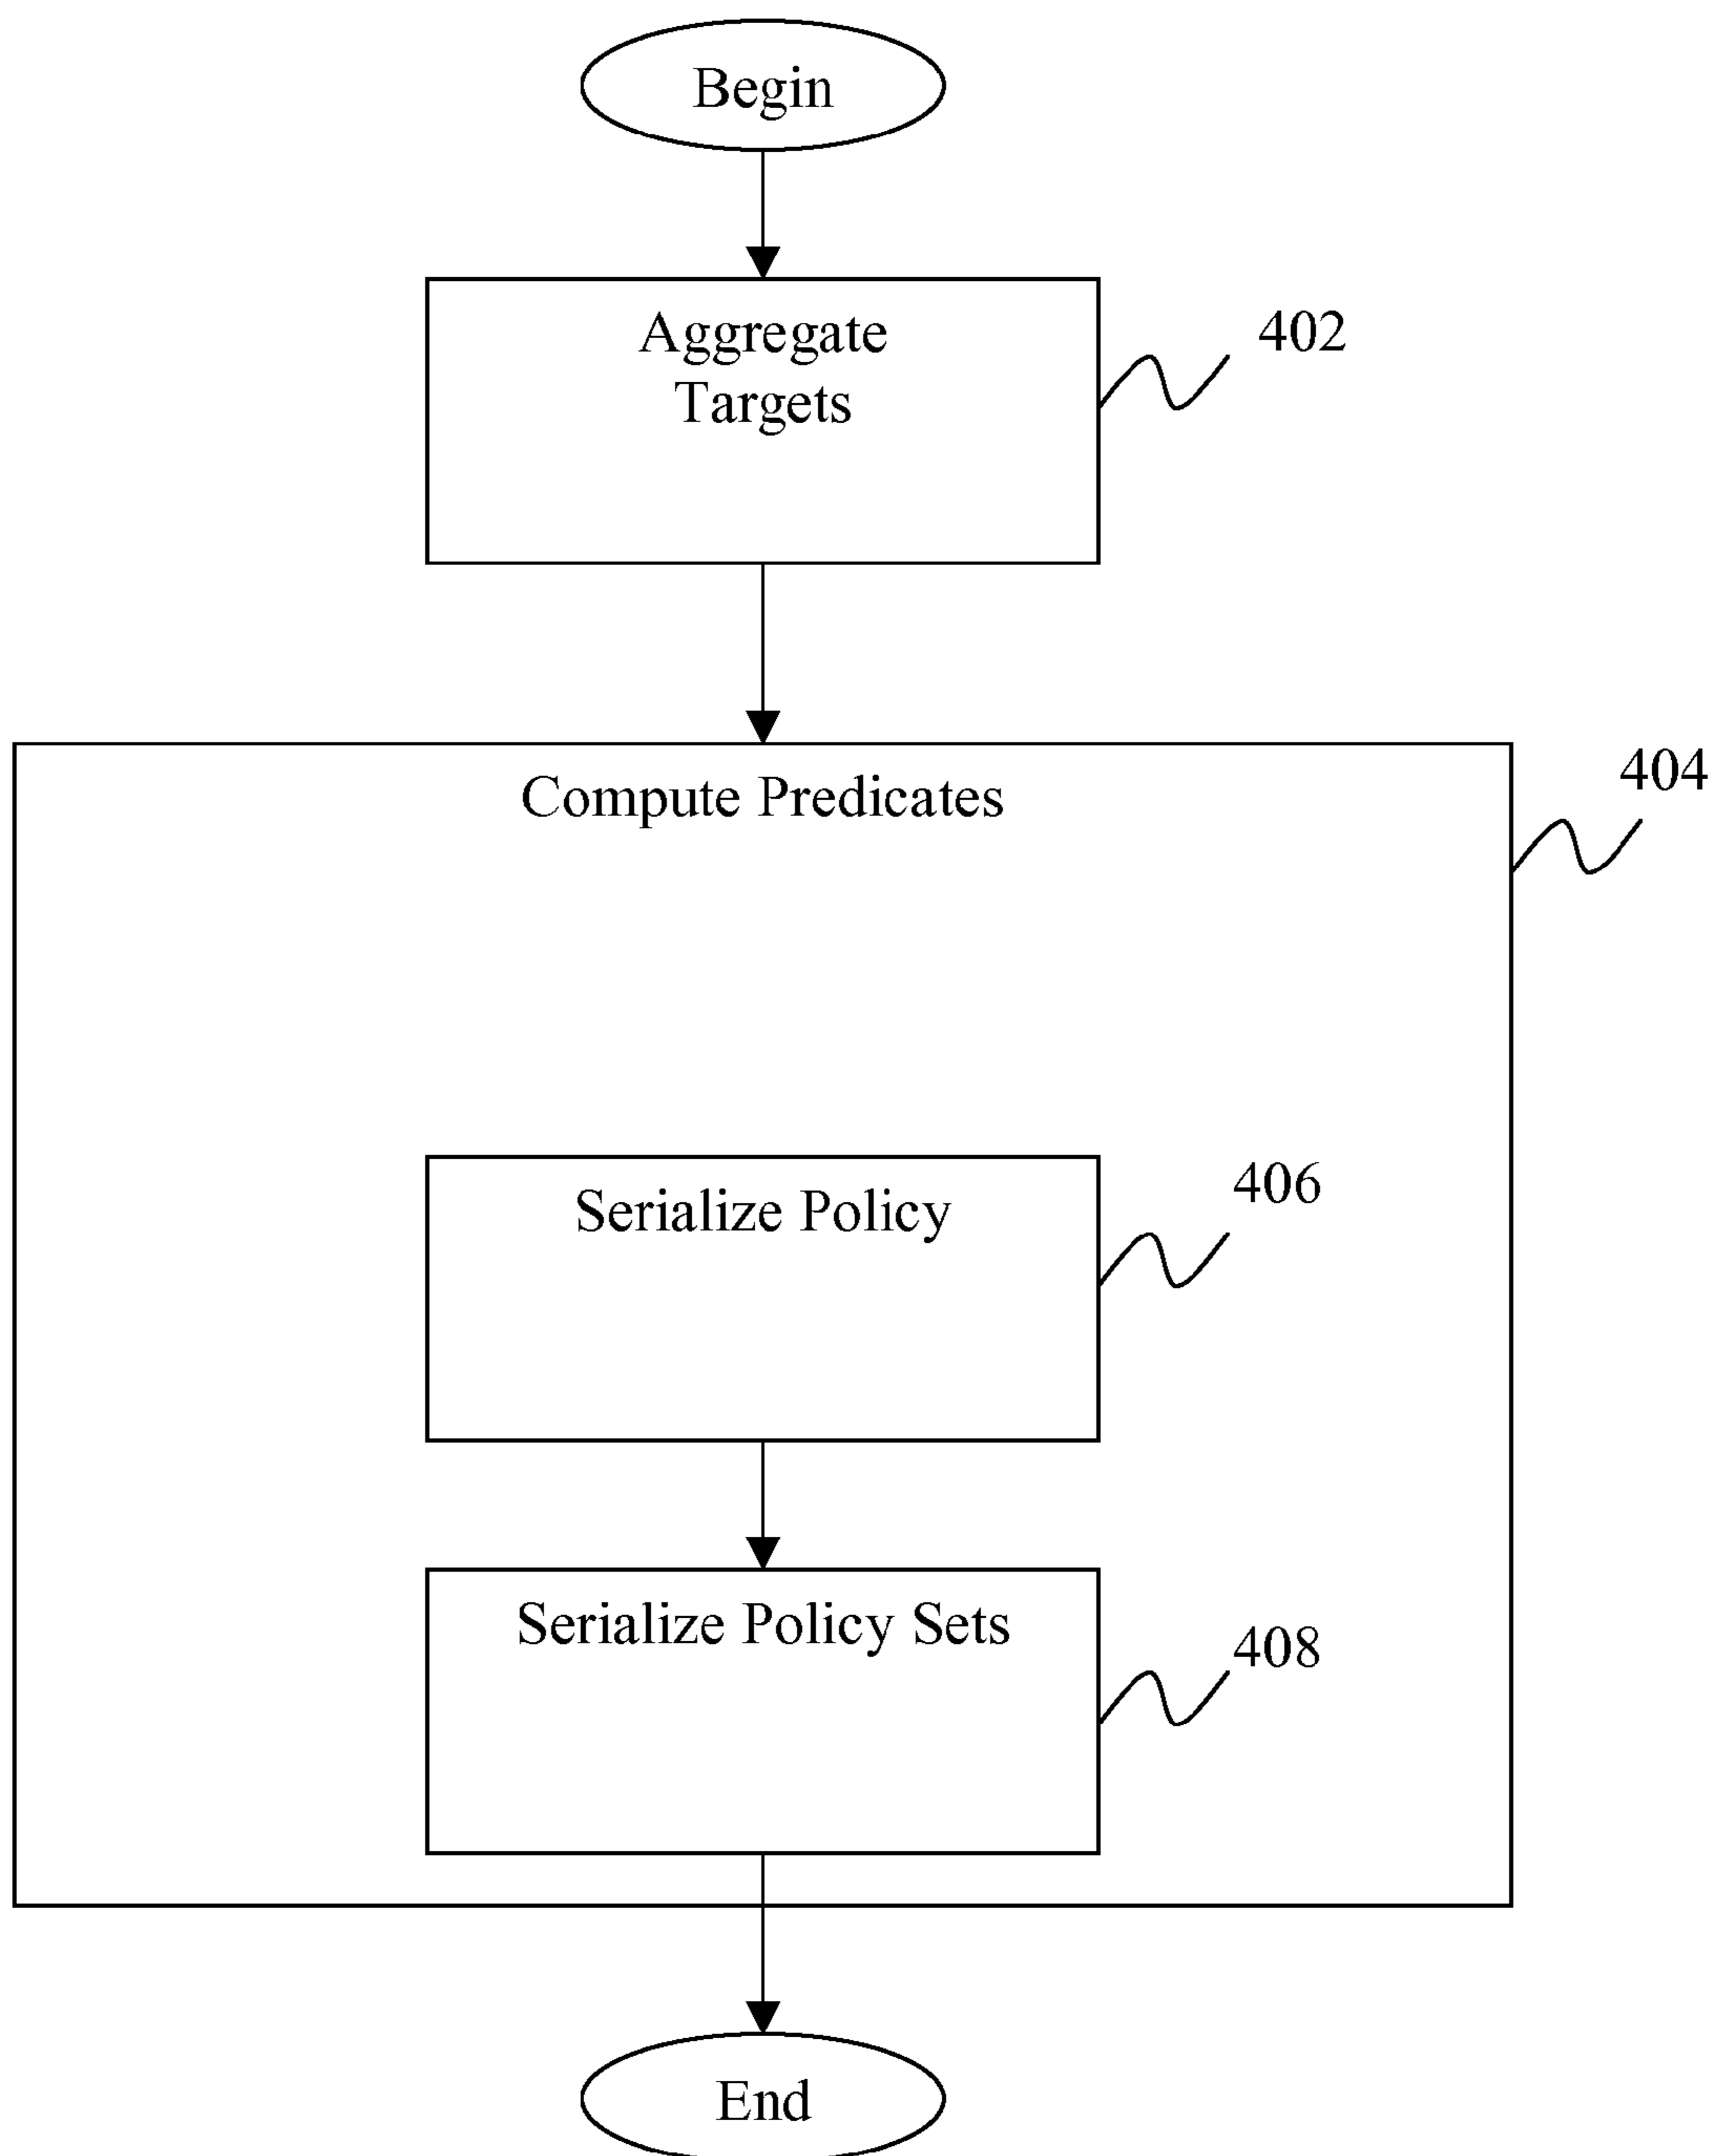 Begin
Aggregate
Targets
402
Compute Predicates
404
Serialize Policy
406
Serialize Policy Sets
408
End